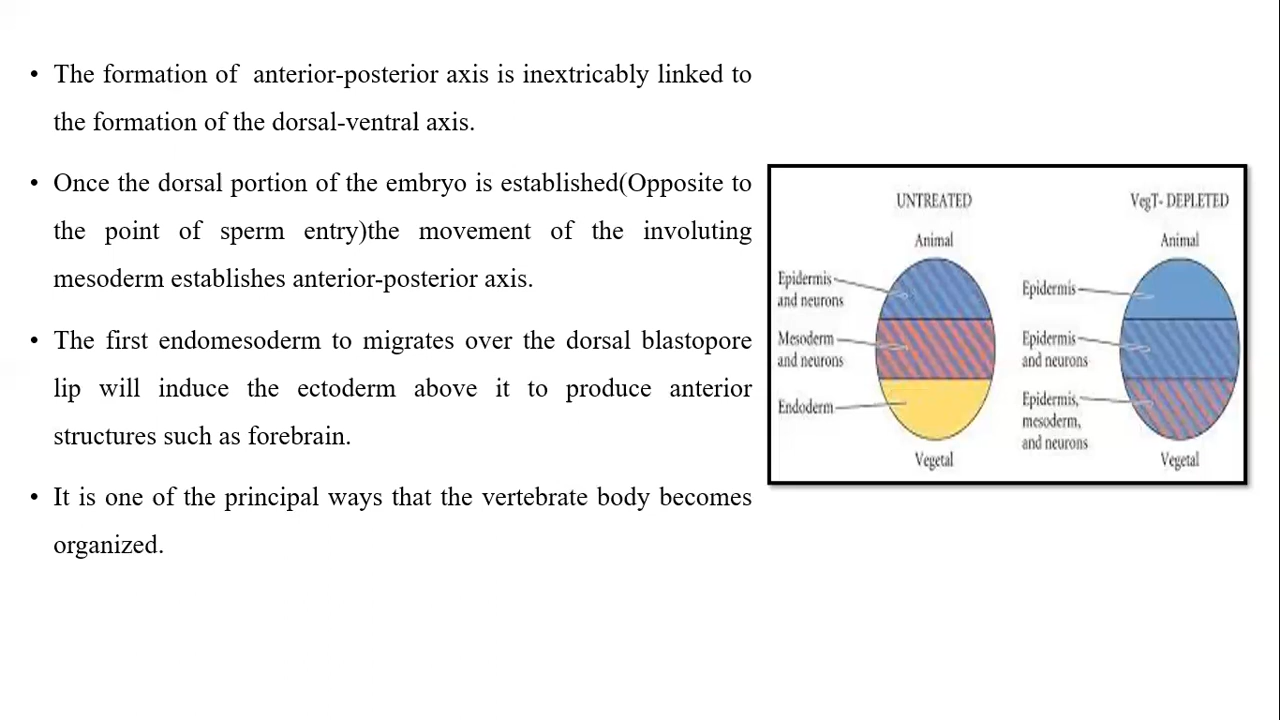 • The formation of  anterior-posterior axis is inextricably linked to
the formation of the dorsal-ventral axis.
• Once the dorsal portion of the embryo is established(Opposite to
the point of sperm entry)the movement of the involuting
mesoderm establishes anterior-posterior axis.
• The first endomesoderm to migrates over the dorsal blastopore
lip will induce the ectoderm above it to produce anterior
structures such as forebrain.
• It is one of the principal ways that the vertebrate body becomes
organized.
UNTREATED
Animal
Epidermis
and neurons
Mesoderm
and neurons
Endoderm
Vegetal
VegT- DEPLETED
Animal
Epidermis
Epidermis
and neurons
Epidermis,
mesoderm,
and neurons
Vegetal